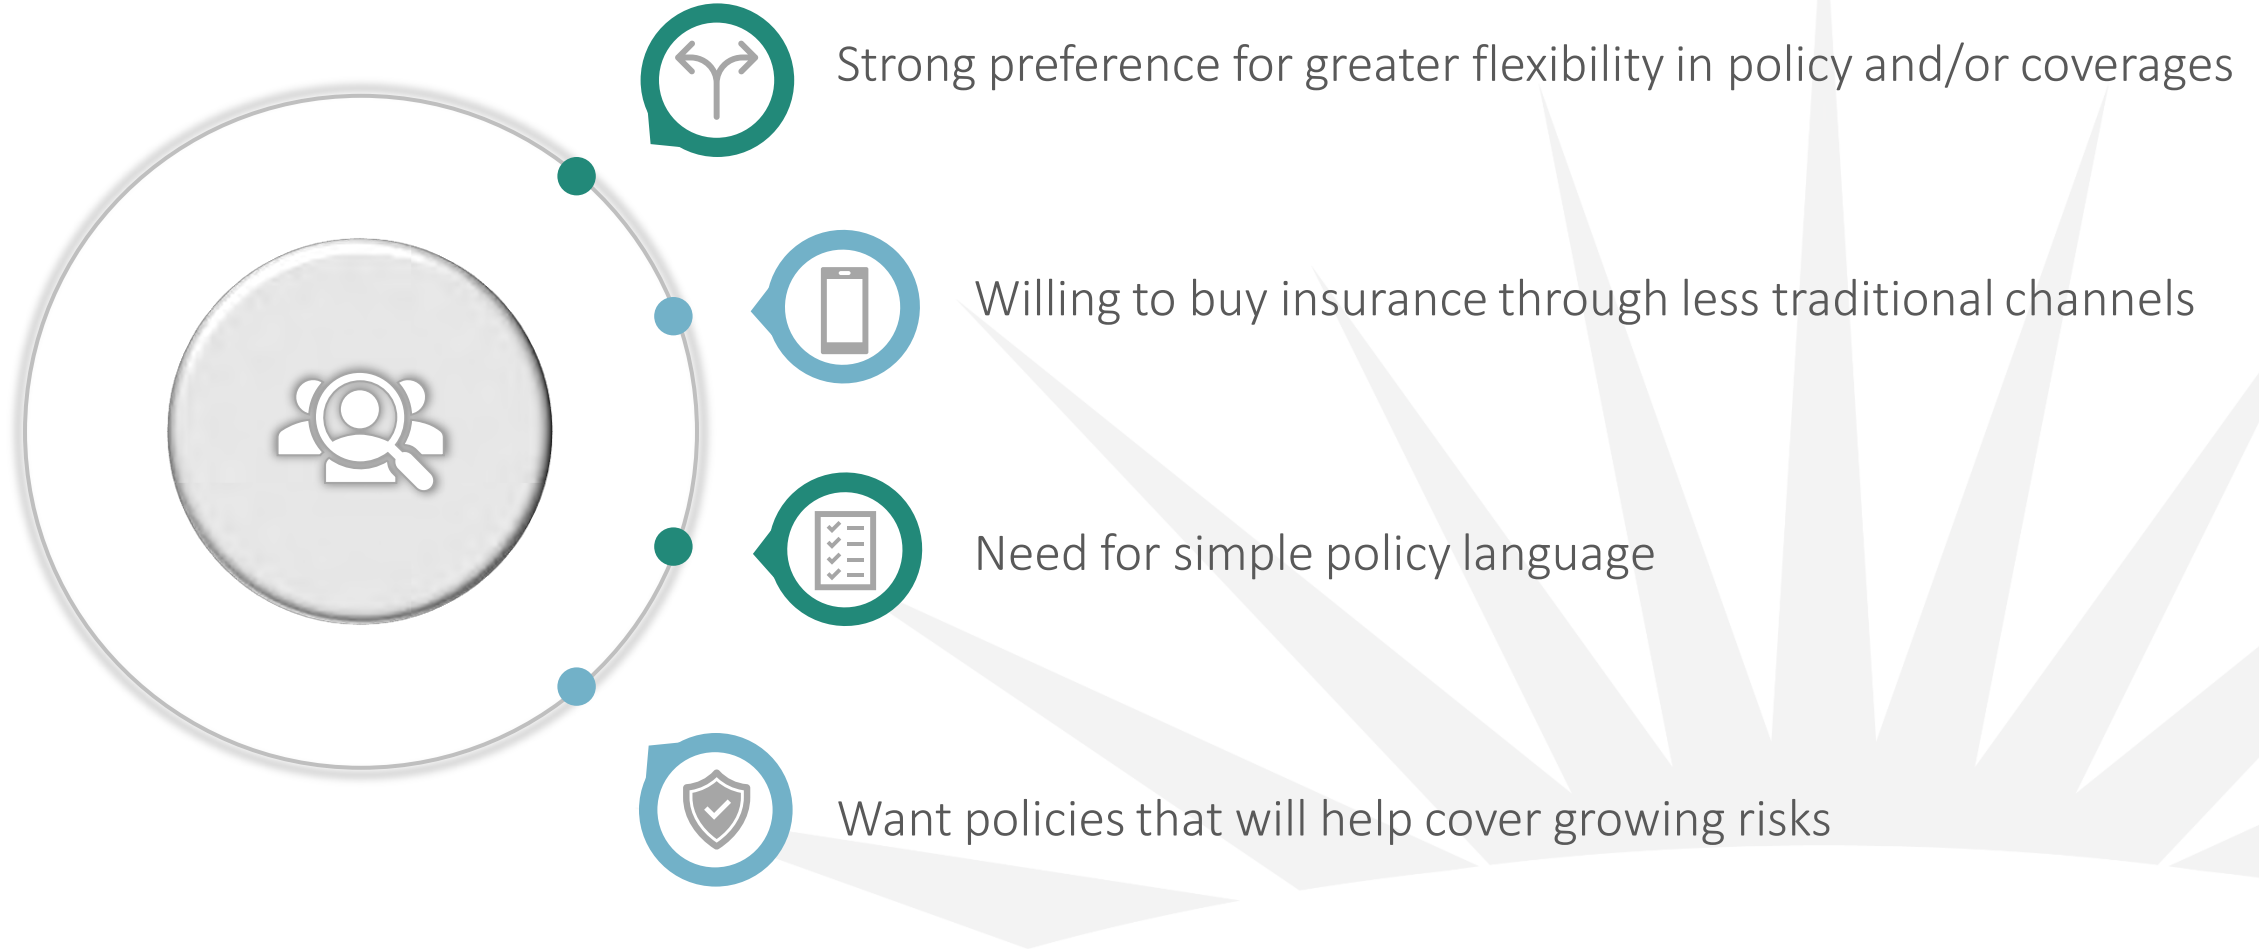 Strong preference for greater flexibility in policy and/or coverages
Willing to buy insurance through less traditional channels
Need for simple policy language
Want policies that will help cover growing risks